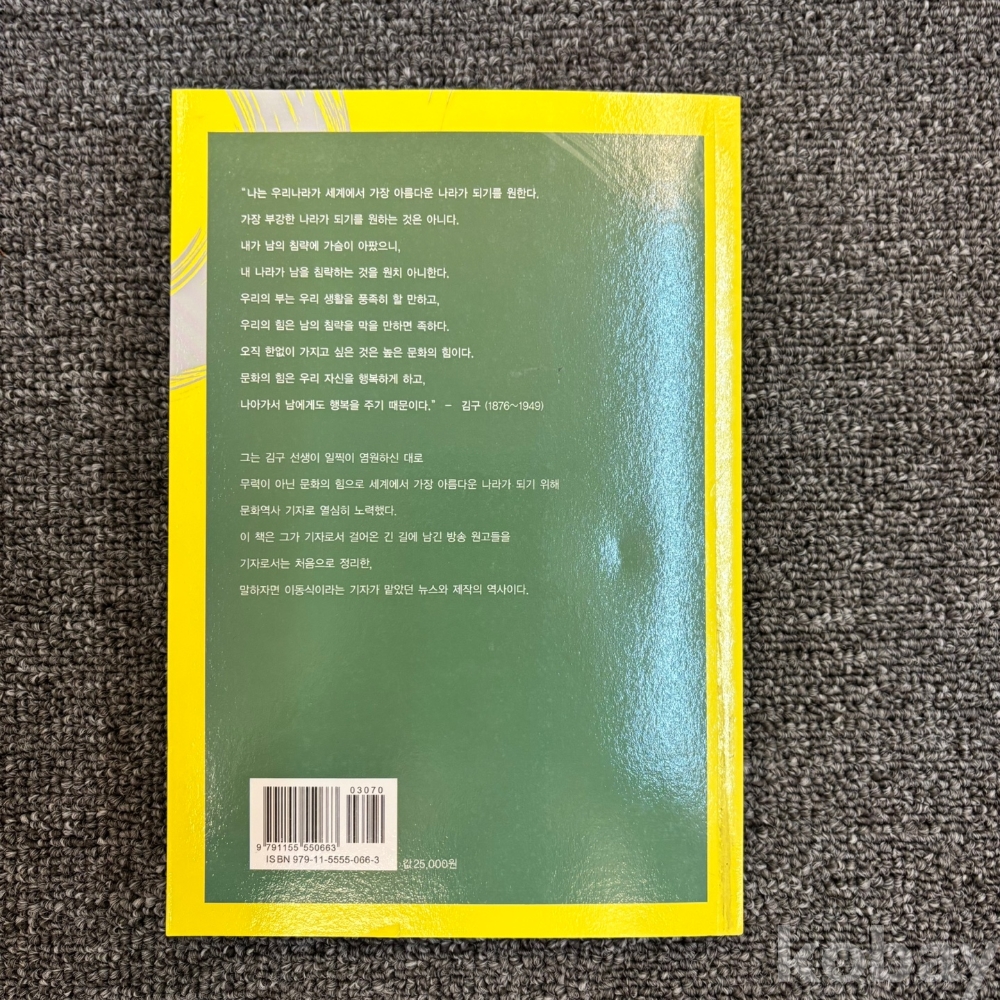 “나는 우리나라가 세계에서 가장 아름다운 나라가 되기를 원한다.
가장 부강한 나라가 되기를 원하는 것은 아니다.
내가 남의 침략에 가슴이 아팠으니,
내 나라가 남을 침략하는 것을 원치 아니한다.
우리의 부는 우리 생활을 풍족히 할 만하고,
우리의 힘은 남의 침략을 막을 만하면 족하다.
오직 한없이 가지고 싶은 것은 높은 문화의 힘이다.
문화의 힘은 우리 자신을 행복하게 하고,
나아가서 남에게도 행복을 주기 때문이다.” - 김구 (1876~1949)
그는 김구 선생이 일찍이 염원하신 대로
무력이 아닌 문화의 힘으로 세계에서 가장 아름다운 나라가 되기 위해
문화역사 기자로 열심히 노력했다.
이 책은 그가 기자로서 걸어온 긴 길에 남긴 방송 원고들을
기자로서는 처음으로 정리한,
말하자면 이동식이라는 기자가 맡았던 뉴스와 제작의 역사이다.
03070
9 791155 550663
ISBN 979-11-5555-066-3
값 25,000원
kobay